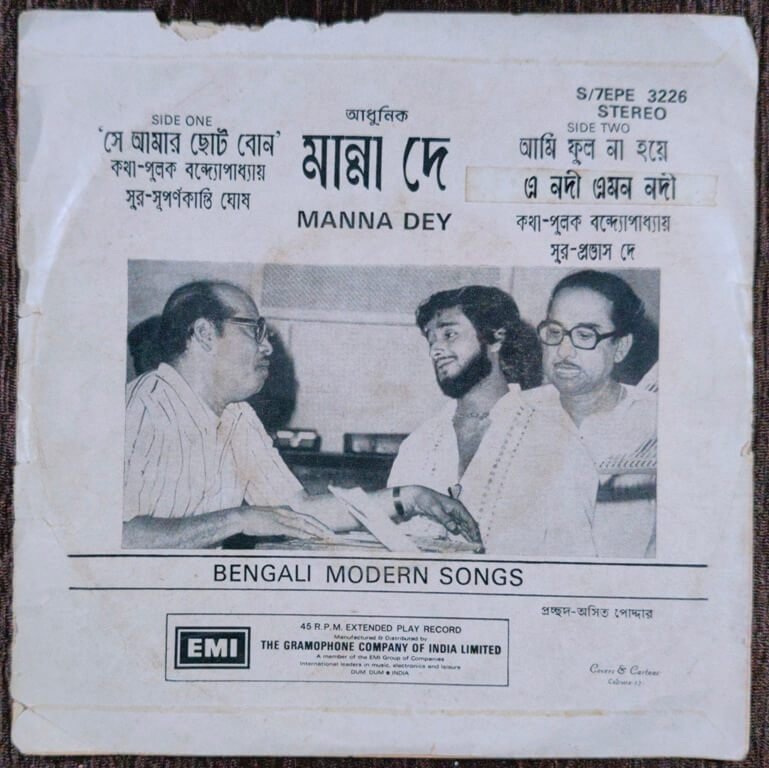 S/7EPE 3226
STEREO
SIDE ONE
'সে আমার ছোট বোন'
কথা-পুলক বন্দ্যোপাধ্যায়
সুর-সুপর্ণকান্তি ঘোষ
আধুনিক
মান্না দে
MANNA DEY
SIDE TWO
আমি ফুল না হয়ে
এ নদী এমন নদী
কথা-পুলক বন্দ্যোপাধ্যায়
সুর-প্রভাস দে
BENGALI MODERN SONGS
প্রচ্ছদ-অসিত পোদ্দার
EMI
45 R.P.M. EXTENDED PLAY RECORD
Manufactured & Distributed by
THE GRAMOPHONE COMPANY OF INDIA LIMITED
A member of the EMI Group of Companies
International leaders in music, electronics and leisure
DUM DUM ● INDIA
Covers & Cartons